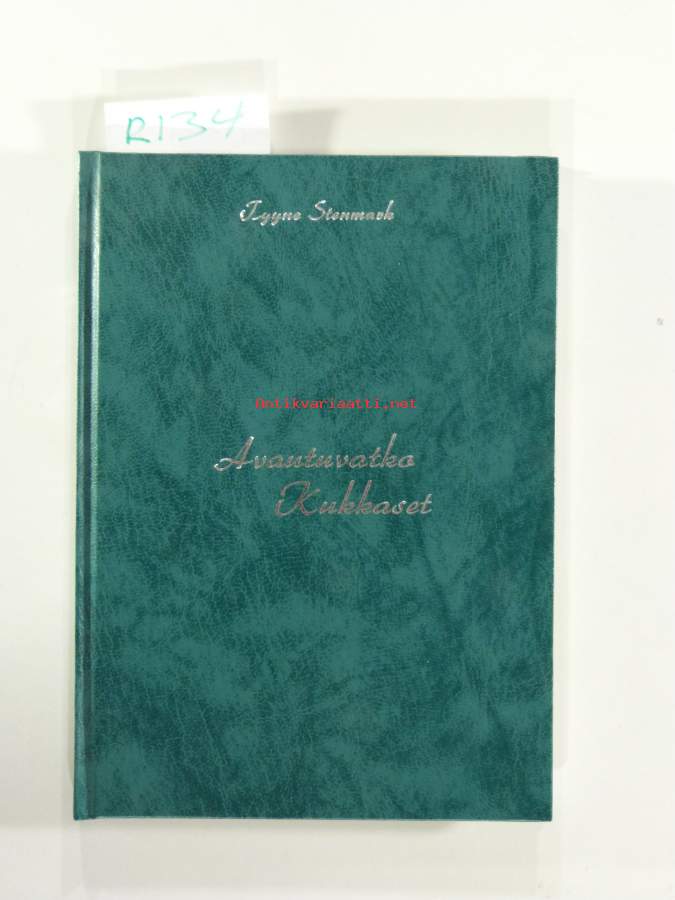 R134
Tyyne Stenmark
Antikvariaatti.net
Avautuvatko
Kukkaset